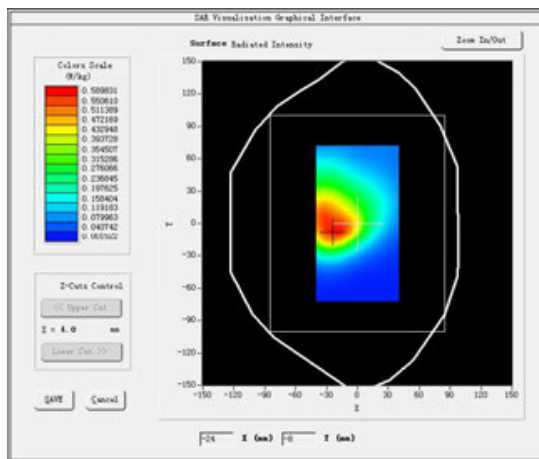 SAR Visualisation Graphical Interface
Surface Radiated Intensity
Zoom In/Out
Colors Scale
(W/kg)
0.589831
0.550610
0.511389
0.472169
0.432948
0.393728
0.354507
0.315286
0.276066
0.236845
0.197625
0.158404
0.119183
0.079963
0.040742
0.001522
150
120
90
60
30
0
-30
-60
-90
-120
-150
Y
-150 -120 -90 -60 -30 0 30 60 90 120 150
X
Z-Cuts Control
<< Upper Cut
Z = 4.0 mm
Lower Cut >>
SAVE Cancel
-24 X (mm) -8 Y (mm)